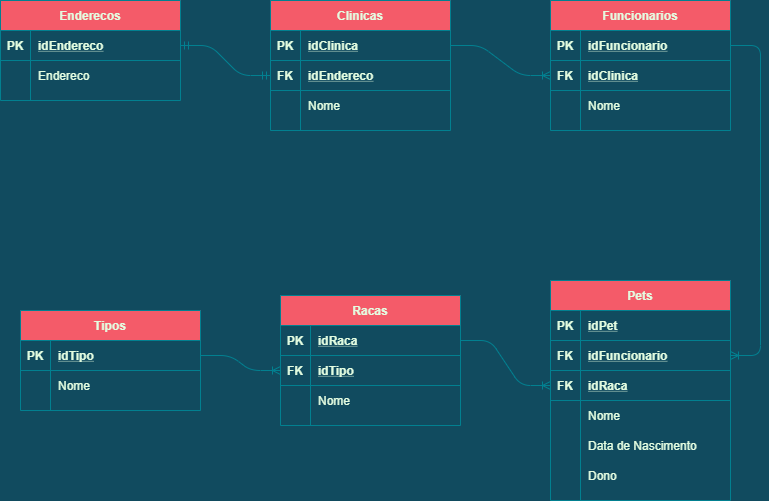 Enderecos
PK idEndereco
Endereco
Clinicas
PK idClinica
FK idEndereco
Nome
Funcionarios
PK idFuncionario
FK idClinica
Nome
Tipos
PK idTipo
Nome
Racas
PK idRaca
FK idTipo
Nome
Pets
PK idPet
FK idFuncionario
FK idRaca
Nome
Data de Nascimento
Dono